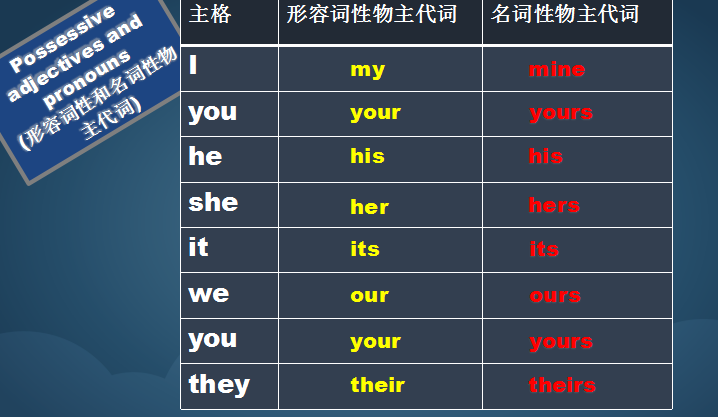 Possessive
adjectives and
pronouns
(形容词性和名词性物
主代词)
主格 形容词性物主代词 名词性物主代词
I my mine
you your yours
he his his
she her hers
it its its
we our ours
you your yours
they their theirs